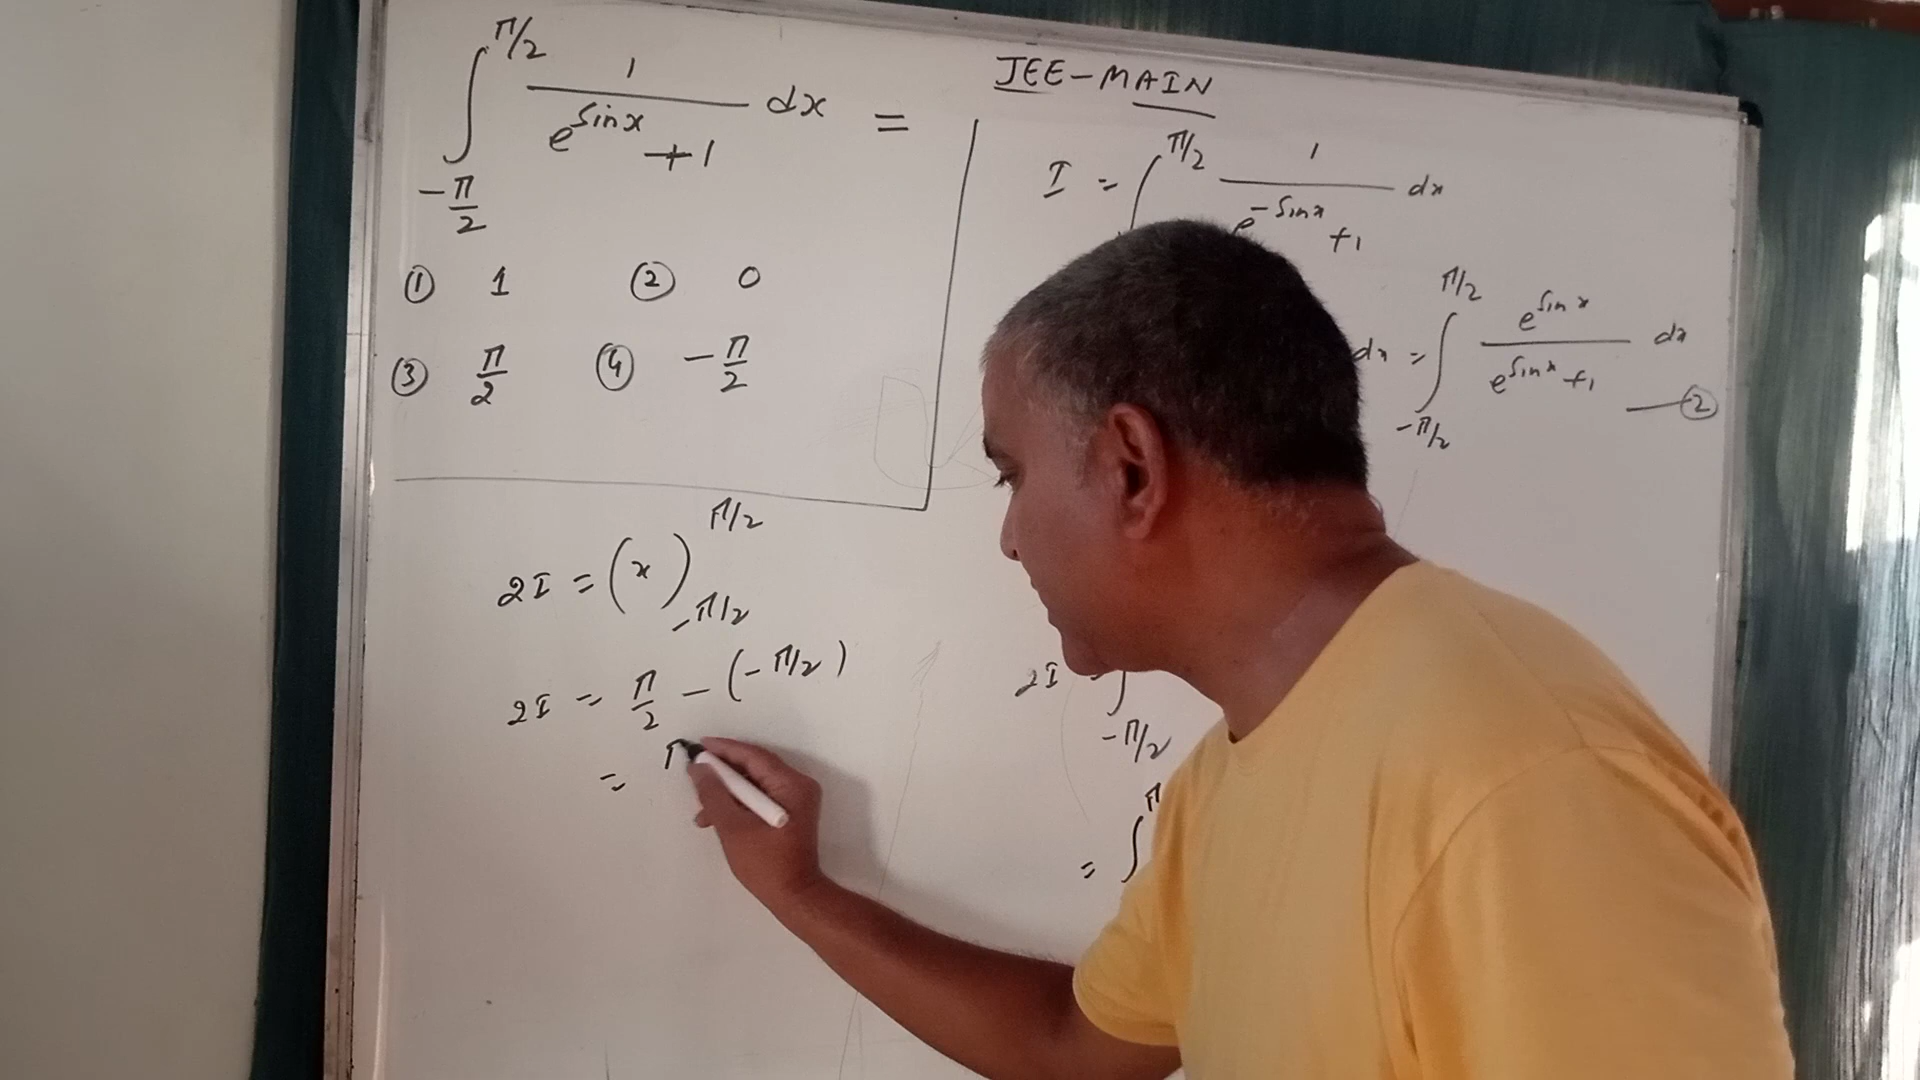 ∫_{-π/2}^{π/2} 1/(e^{sinx}+1) dx =
① 1 ② 0
③ π/2 ④ -π/2
JEE-MAIN
I = ∫^{π/2} 1/(e^{-sinx}+1) dx
dx = ∫_{-π/2}^{π/2} e^{sinx}/(e^{sinx}+1) dx —②
2I = (x)_{-π/2}^{π/2}
2I = π/2 - (-π/2)
=
2I = ∫_{-π/2}
= ∫